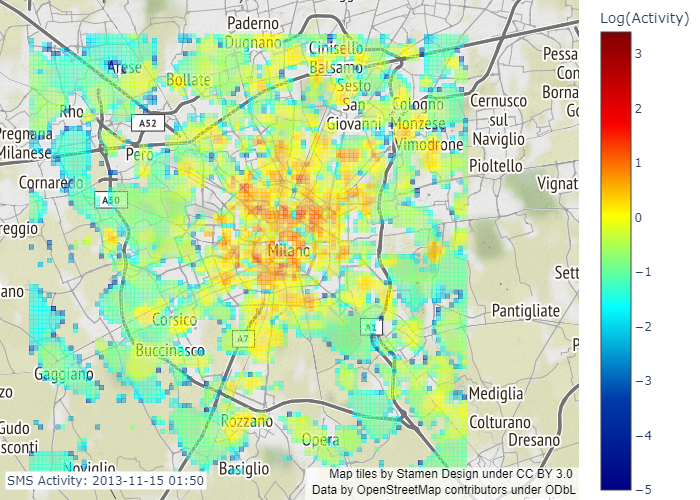 Log(Activity)
3
2
1
0
−1
−2
−3
−4
−5
Paderno
Dugnano
Cinisello
Balsamo
Arese
Bollate
Sesto
San
Giovanni
Cologno
Monzese
Cernusco
sul
Naviglio
Pessa
Con
Borna
Go
Rho
A52
Pregnana
Milanese
Pero
Vimodrone
Pioltello
Cornaredo
Vignat
A50
reggio
Milano
Sett
ano
Pantigliate
Corsico
A7
A1
Buccinasco
P
Gaggiano
Mediglia
zo
Rozzano
Colturano
Dresano
Gudo
sconti
Opera
Noviglio
Basiglio
SMS Activity: 2013-11-15 01:50
Map tiles by Stamen Design under CC BY 3.0
Data by OpenStreetMap contributors under ODbL